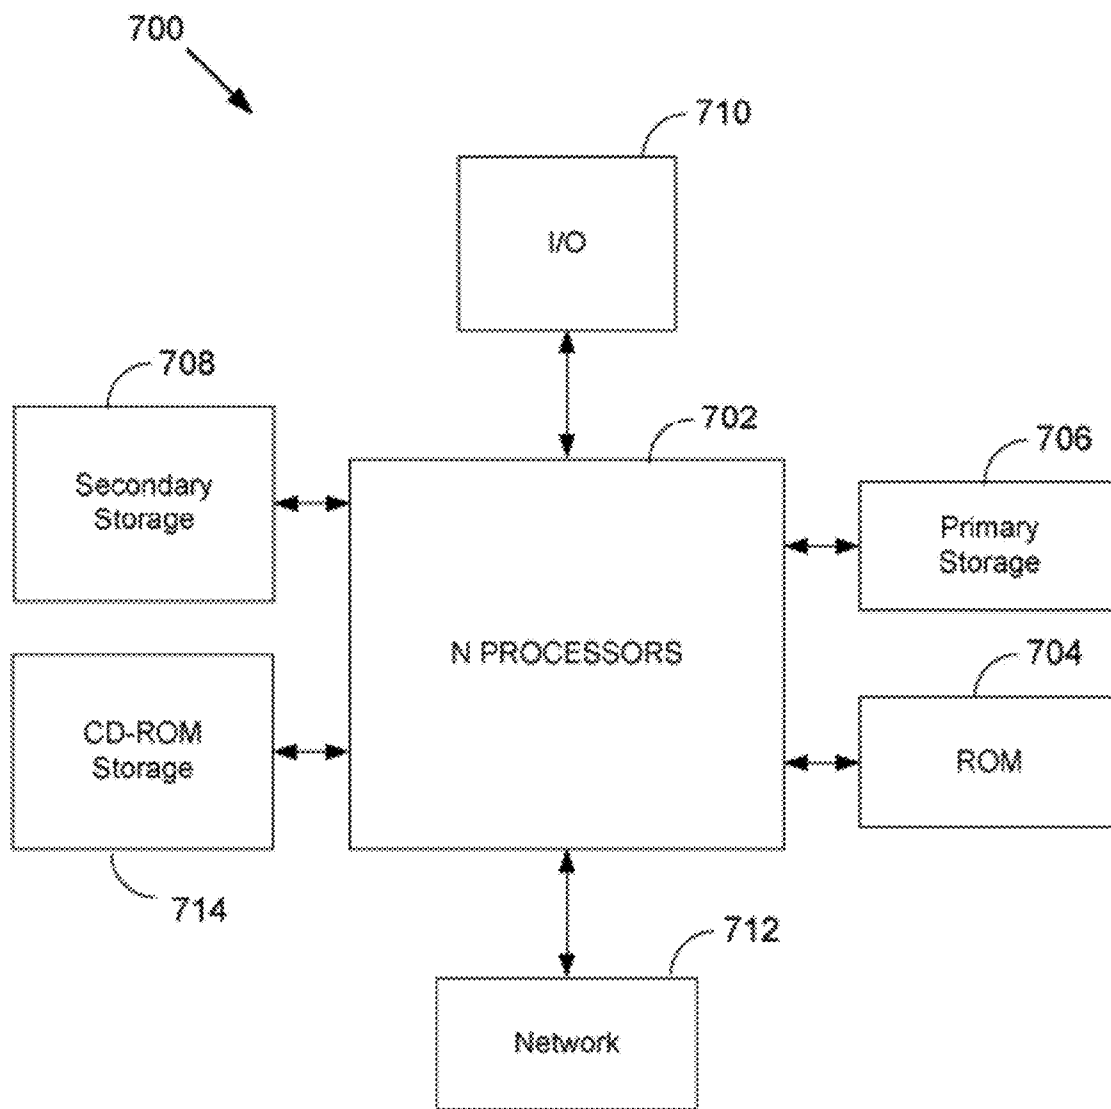 700
710
I/O
708
702
706
Secondary
Storage
Primary
Storage
N PROCESSORS
704
CD-ROM
Storage
ROM
714
712
Network